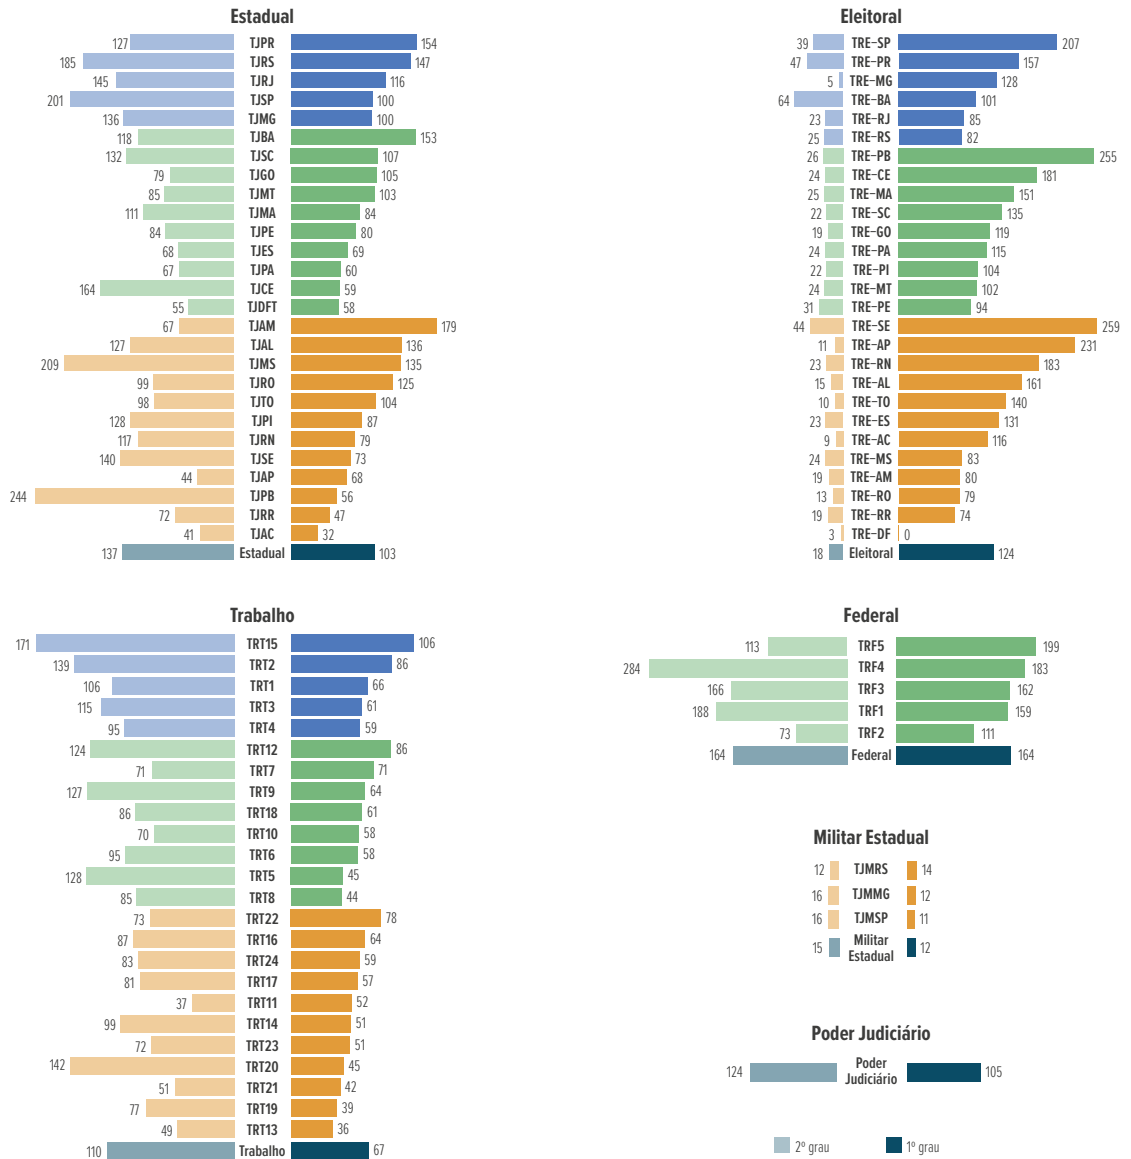 Estadual
127 TJPR 154
185 TJRS 147
145 TJRJ 116
201 TJSP 100
136 TJMG 100
118 TJBA 153
132 TJSC 107
79 TJGO 105
85 TJMT 103
111 TJMA 84
84 TJPE 80
68 TJES 69
67 TJPA 60
164 TJCE 59
55 TJDFT 58
67 TJAM 179
127 TJAL 136
209 TJMS 135
99 TJRO 125
98 TJTO 104
128 TJPI 87
117 TJRN 79
140 TJSE 73
44 TJAP 68
244 TJPB 56
72 TJRR 47
41 TJAC 32
137 Estadual 103
Eleitoral
39 TRE-SP 207
47 TRE-PR 157
5 TRE-MG 128
64 TRE-BA 101
23 TRE-RJ 85
25 TRE-RS 82
26 TRE-PB 255
24 TRE-CE 181
25 TRE-MA 151
22 TRE-SC 135
19 TRE-GO 119
24 TRE-PA 115
22 TRE-PI 104
24 TRE-MT 102
31 TRE-PE 94
44 TRE-SE 259
11 TRE-AP 231
23 TRE-RN 183
15 TRE-AL 161
10 TRE-TO 140
23 TRE-ES 131
9 TRE-AC 116
24 TRE-MS 83
19 TRE-AM 80
13 TRE-RO 79
19 TRE-RR 74
3 TRE-DF 0
18 Eleitoral 124
Trabalho
171 TRT15 106
139 TRT2 86
106 TRT1 66
115 TRT3 61
95 TRT4 59
124 TRT12 86
71 TRT7 71
127 TRT9 64
86 TRT18 61
70 TRT10 58
95 TRT6 58
128 TRT5 45
85 TRT8 44
73 TRT22 78
87 TRT16 64
83 TRT24 59
81 TRT17 57
37 TRT11 52
99 TRT14 51
72 TRT23 51
142 TRT20 45
51 TRT21 42
77 TRT19 39
49 TRT13 36
110 Trabalho 67
Federal
113 TRF5 199
284 TRF4 183
166 TRF3 162
188 TRF1 159
73 TRF2 111
164 Federal 164
Militar Estadual
12 TJMRS 14
16 TJMMG 12
16 TJMSP 11
15 Militar 12
Estadual
Poder Judiciário
124 Poder 105
Judiciário
2º grau 1º grau